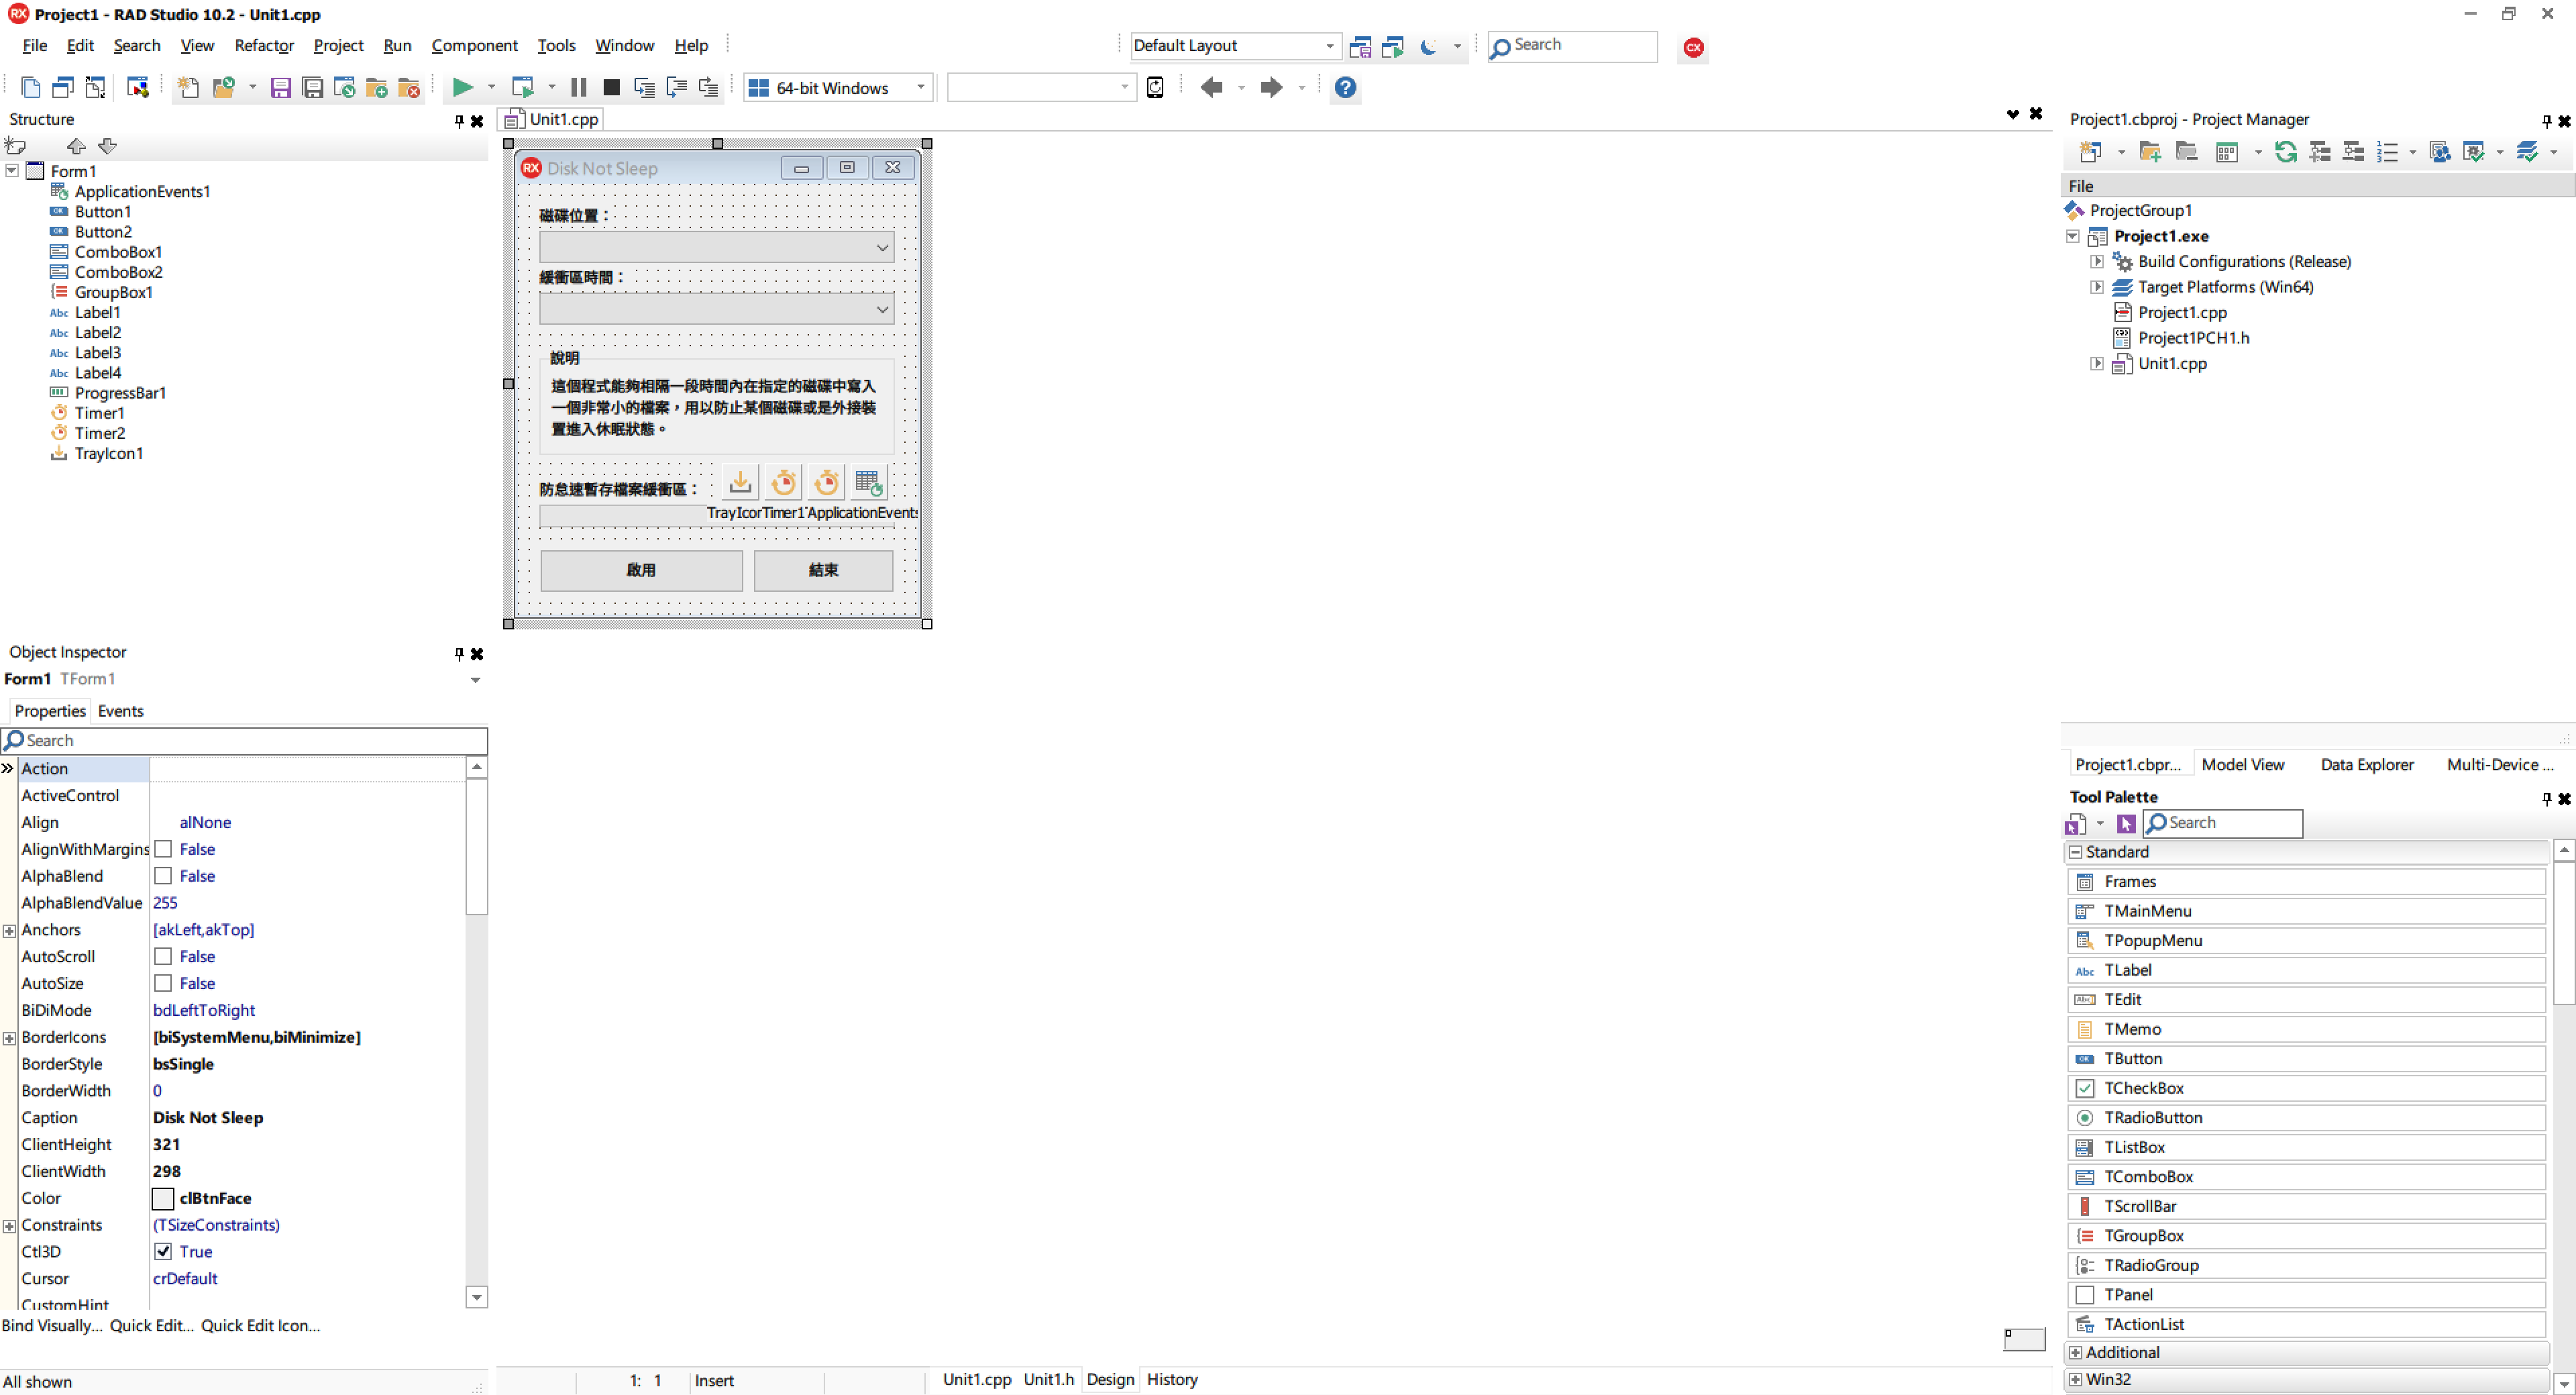 Project1 - RAD Studio 10.2 - Unit1.cpp
File Edit Search View Refactor Project Run Component Tools Window Help
Default Layout
Search
64-bit Windows
Structure
Form1
ApplicationEvents1
Button1
Button2
ComboBox1
ComboBox2
GroupBox1
Label1
Label2
Label3
Label4
ProgressBar1
Timer1
Timer2
TrayIcon1
Object Inspector
Form1 TForm1
Properties Events
Search
Action
ActiveControl
Align alNone
AlignWithMargins False
AlphaBlend False
AlphaBlendValue 255
Anchors [akLeft,akTop]
AutoScroll False
AutoSize False
BiDiMode bdLeftToRight
BorderIcons [biSystemMenu,biMinimize]
BorderStyle bsSingle
BorderWidth 0
Caption Disk Not Sleep
ClientHeight 321
ClientWidth 298
Color clBtnFace
Constraints (TSizeConstraints)
Ctl3D True
Cursor crDefault
CustomHint
Bind Visually... Quick Edit... Quick Edit Icon...
All shown
Unit1.cpp
Disk Not Sleep
磁碟位置：
緩衝區時間：
說明
這個程式能夠相隔一段時間內在指定的磁碟中寫入
一個非常小的檔案，用以防止某個磁碟或是外接裝
置進入休眠狀態。
防怠速暫存檔案緩衝區：
TrayIcorTimer1 ApplicationEvents
啟用 結束
1: 1 Insert
Unit1.cpp Unit1.h Design History
Project1.cbproj - Project Manager
File
ProjectGroup1
Project1.exe
Build Configurations (Release)
Target Platforms (Win64)
Project1.cpp
Project1PCH1.h
Unit1.cpp
Project1.cbpr... Model View Data Explorer Multi-Device ...
Tool Palette
Search
Standard
Frames
TMainMenu
TPopupMenu
TLabel
TEdit
TMemo
TButton
TCheckBox
TRadioButton
TListBox
TComboBox
TScrollBar
TGroupBox
TRadioGroup
TPanel
TActionList
Additional
Win32